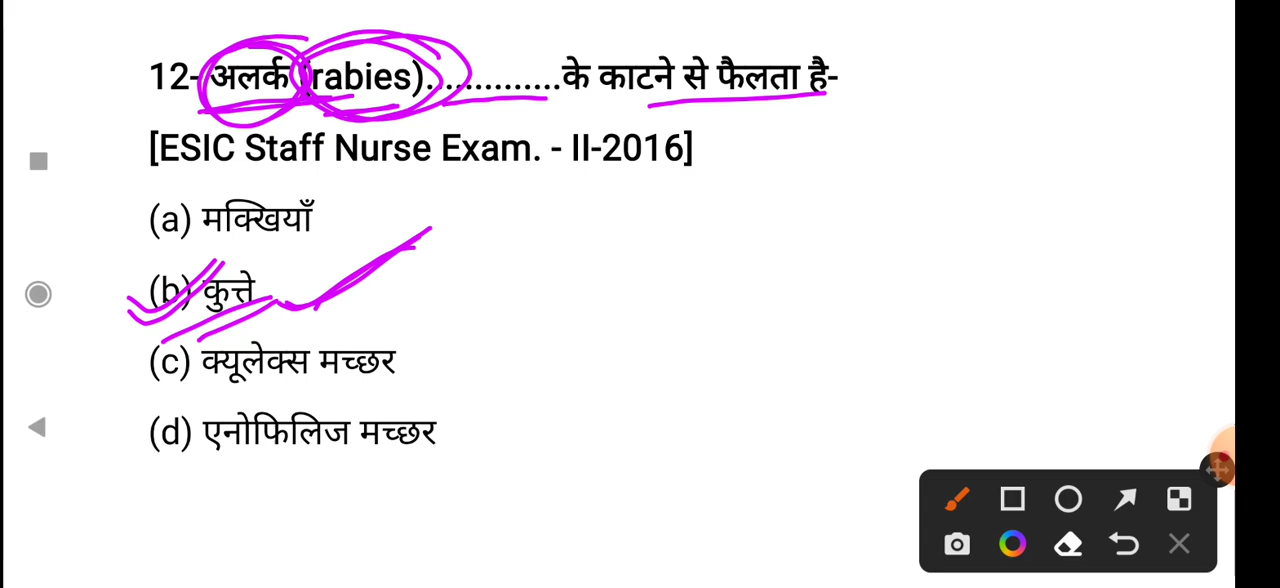 12- अलर्क (rabies)..............के काटने से फैलता है-
[ESIC Staff Nurse Exam. - II-2016]
(a) मक्खियाँ
(b) कुत्ते
(c) क्यूलेक्स मच्छर
(d) एनोफिलिज मच्छर